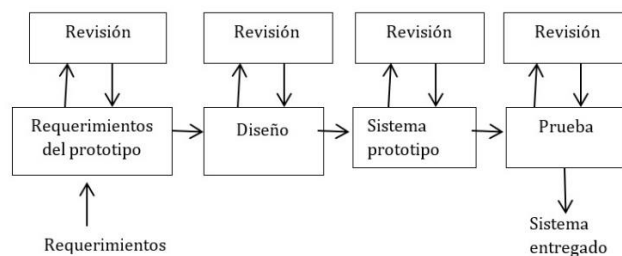 Revisión
Revisión
Revisión
Revisión
Requerimientos
del prototipo
Diseño
Sistema
prototipo
Prueba
Requerimientos
Sistema
entregado